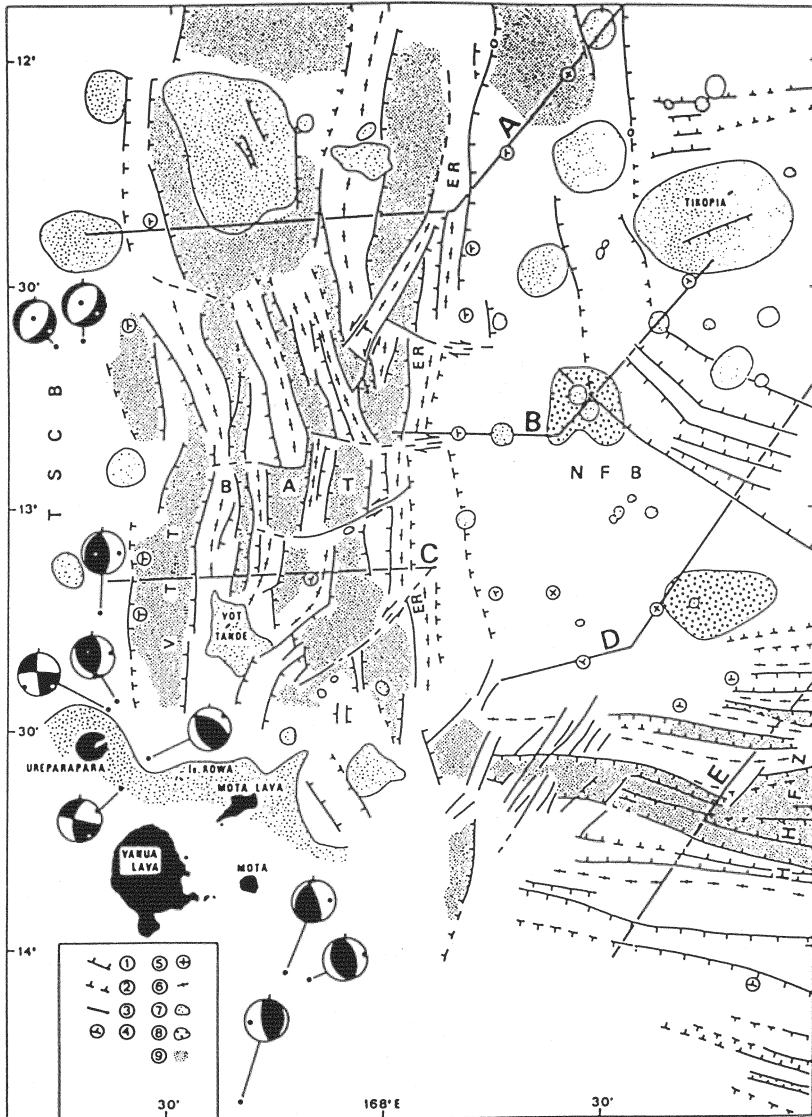 12°
A
ER
TIKOPIA
30'
ER
B
T S C B
B A T
N F B
13°
C
V T T
VOT TANDE
ER
D
30'
UREPARAPARA
Is. ROWA
MOTA LAVA
E
H H F Z
VANUA
LAVA
MOTA
14°
1 5
2 6
3 7
4 8
9
30' 168°E 30'